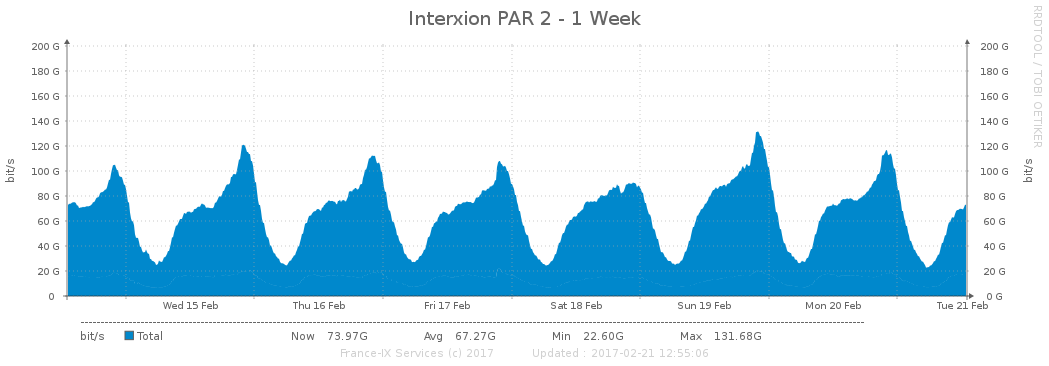 Interxion PAR 2 - 1 Week
RRDTOOL / TOBI OETIKER
bit/s
200 G
180 G
160 G
140 G
120 G
100 G
80 G
60 G
40 G
20 G
0
200 G
180 G
160 G
140 G
120 G
100 G
80 G
60 G
40 G
20 G
0 G
bit/s
Wed 15 Feb Thu 16 Feb Fri 17 Feb Sat 18 Feb Sun 19 Feb Mon 20 Feb Tue 21 Feb
bit/s Total Now 73.97G Avg 67.27G Min 22.60G Max 131.68G
France-IX Services (c) 2017 Updated : 2017-02-21 12:55:06